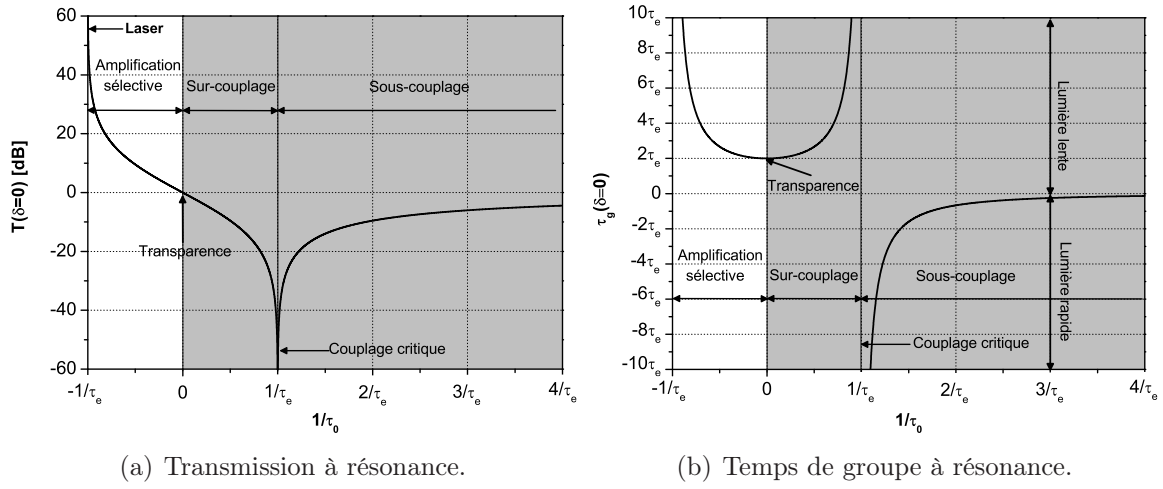 60
40
20
0
-20
-40
-60
T(δ=0) [dB]
Laser
Amplification
sélective
Sur-couplage
Sous-couplage
Transparence
Couplage critique
-1/τe
0
1/τe
2/τe
3/τe
4/τe
1/τ0
(a) Transmission à résonance.
10τe
8τe
6τe
4τe
2τe
0
-2τe
-4τe
-6τe
-8τe
-10τe
τg(δ=0)
Transparence
Lumière lente
Lumière rapide
Amplification
sélective
Sur-couplage
Sous-couplage
Couplage critique
-1/τe
0
1/τe
2/τe
3/τe
4/τe
1/τ0
(b) Temps de groupe à résonance.